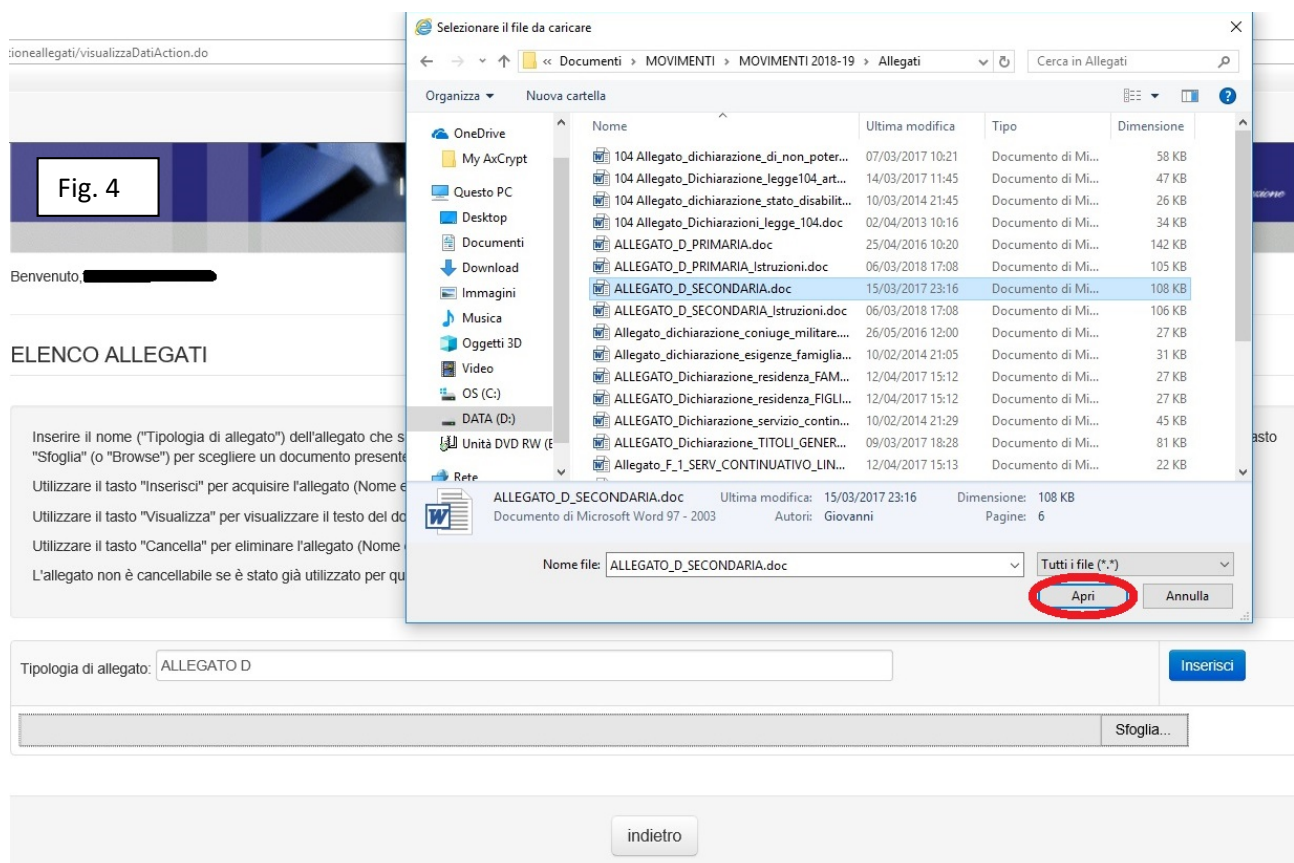 Selezionare il file da caricare
ioneallegati/visualizzaDatiAction.do
« Documenti > MOVIMENTI > MOVIMENTI 2018-19 > Allegati
Cerca in Allegati
Organizza
Nuova cartella
Nome
Ultima modifica
Tipo
Dimensione
OneDrive
My AxCrypt
Questo PC
Desktop
Documenti
Download
Immagini
Musica
Oggetti 3D
Video
OS (C:)
DATA (D:)
Unità DVD RW (E
Rete
104 Allegato_dichiarazione_di_non_poter... 07/03/2017 10:21 Documento di Mi... 58 KB
104 Allegato_Dichiarazione_legge104_art... 14/03/2017 11:45 Documento di Mi... 47 KB
104 Allegato_dichiarazione_stato_disabilit... 10/03/2014 21:45 Documento di Mi... 26 KB
104 Allegato_Dichiarazioni_legge_104.doc 02/04/2013 10:16 Documento di Mi... 34 KB
ALLEGATO_D_PRIMARIA.doc 25/04/2016 10:20 Documento di Mi... 142 KB
ALLEGATO_D_PRIMARIA_Istruzioni.doc 06/03/2018 17:08 Documento di Mi... 105 KB
ALLEGATO_D_SECONDARIA.doc 15/03/2017 23:16 Documento di Mi... 108 KB
ALLEGATO_D_SECONDARIA_Istruzioni.doc 06/03/2018 17:08 Documento di Mi... 106 KB
Allegato_dichiarazione_coniuge_militare.... 26/05/2016 12:00 Documento di Mi... 27 KB
Allegato_dichiarazione_esigenze_famiglia... 10/02/2014 21:05 Documento di Mi... 31 KB
ALLEGATO_Dichiarazione_residenza_FAM... 12/04/2017 15:12 Documento di Mi... 27 KB
ALLEGATO_Dichiarazione_residenza_FIGLI... 12/04/2017 15:12 Documento di Mi... 27 KB
ALLEGATO_Dichiarazione_servizio_contin... 10/02/2014 21:29 Documento di Mi... 45 KB
ALLEGATO_Dichiarazione_TITOLI_GENER... 09/03/2017 18:28 Documento di Mi... 81 KB
Allegato_F_1_SERV_CONTINUATIVO_LIN... 12/04/2017 15:13 Documento di Mi... 22 KB
ALLEGATO_D_SECONDARIA.doc Ultima modifica: 15/03/2017 23:16 Dimensione: 108 KB
Documento di Microsoft Word 97 - 2003 Autori: Giovanni Pagine: 6
Nome file: ALLEGATO_D_SECONDARIA.doc
Tutti i file (*.*)
Apri
Annulla
Fig. 4
Benvenuto,
ELENCO ALLEGATI
Inserire il nome ("Tipologia di allegato") dell'allegato che s asto
"Sfoglia" (o "Browse") per scegliere un documento presente
Utilizzare il tasto "Inserisci" per acquisire l'allegato (Nome e
Utilizzare il tasto "Visualizza" per visualizzare il testo del do
Utilizzare il tasto "Cancella" per eliminare l'allegato (Nome
L'allegato non è cancellabile se è stato già utilizzato per qu
Tipologia di allegato: ALLEGATO D
Inserisci
Sfoglia...
indietro